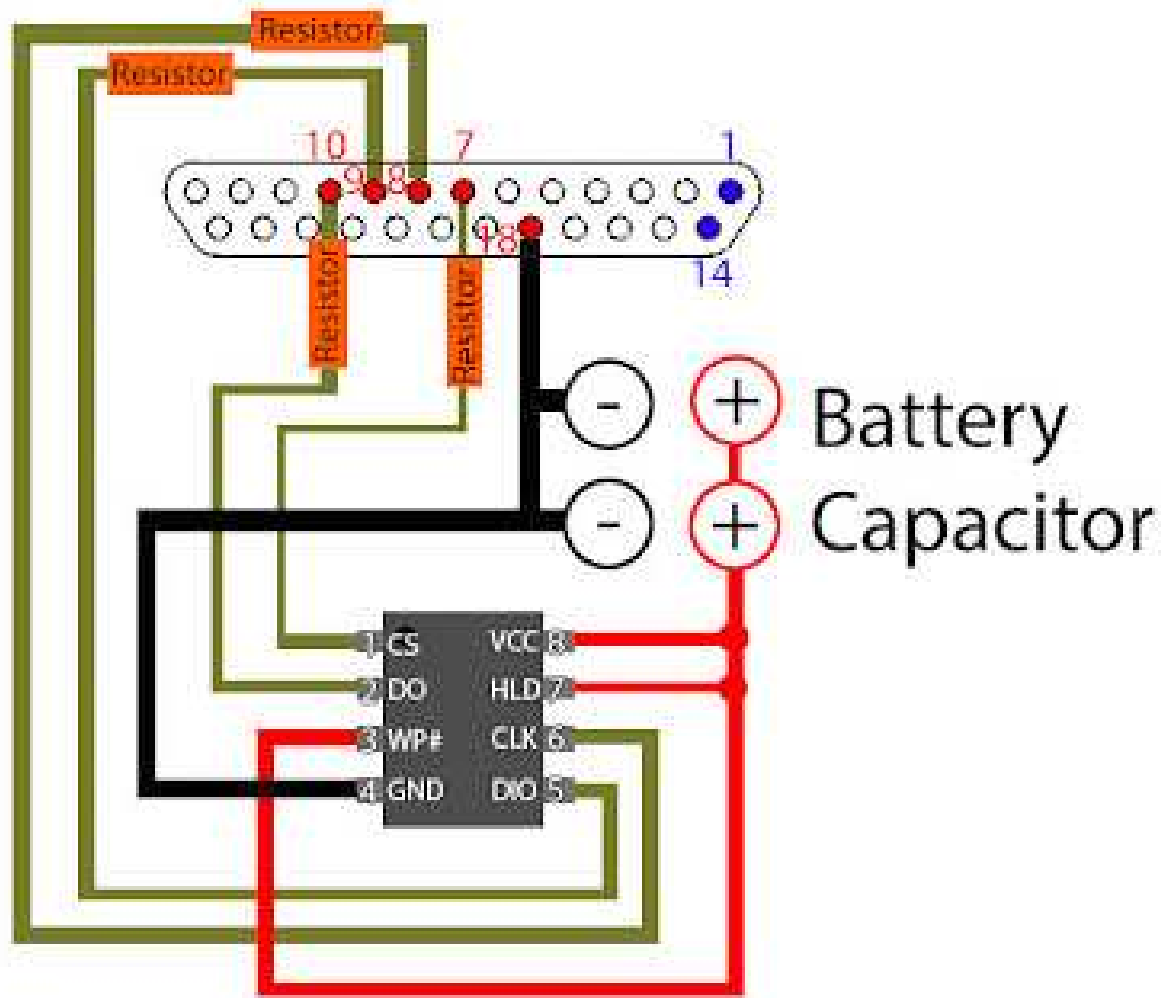 Resistor
Resistor
10
9
8
7
1
18
14
Resistor
Resistor
-
+
Battery
-
+
Capacitor
1 CS
VCC 8
2 DO
HLD 7
3 WP#
CLK 6
4 GND
DIO 5